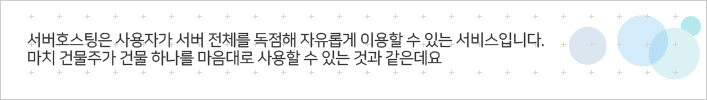 서버호스팅은 사용자가 서버 전체를 독점해 자유롭게 이용할 수 있는 서비스입니다.
마치 건물주가 건물 하나를 마음대로 사용할 수 있는 것과 같은데요